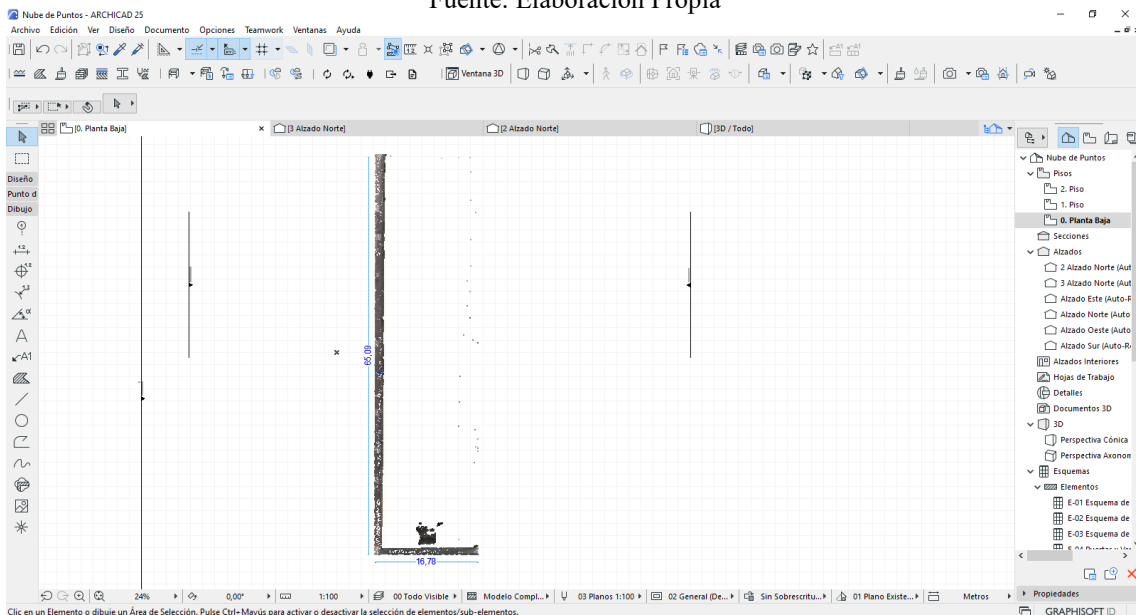 Fuente: Elaboración Propia
Nube de Puntos - ARCHICAD 25
Archivo Edición Ver Diseño Documento Opciones Teamwork Ventanas Ayuda
Ventana 3D
[0. Planta Baja]
[3 Alzado Norte]
[2 Alzado Norte]
[3D / Todo]
Diseño
Punto d
Dibujo
65,09
16,78
Nube de Puntos
Pisos
2. Piso
1. Piso
0. Planta Baja
Secciones
Alzados
2 Alzado Norte (Aut
3 Alzado Norte (Aut
Alzado Este (Auto-R
Alzado Norte (Auto
Alzado Oeste (Auto
Alzado Sur (Auto-R
Alzados Interiores
Hojas de Trabajo
Detalles
Documentos 3D
3D
Perspectiva Cónica
Perspectiva Axonom
Esquemas
Elementos
E-01 Esquema de
E-02 Esquema de
E-03 Esquema de
24% 0,00° 1:100 00 Todo Visible Modelo Compl... 03 Planos 1:100 02 General (De... Sin Sobrescritu... 01 Plano Existe... Metros
Propiedades
Clic en un Elemento o dibuje un Área de Selección. Pulse Ctrl+Mayús para activar o desactivar la selección de elementos/sub-elementos.
GRAPHISOFT ID